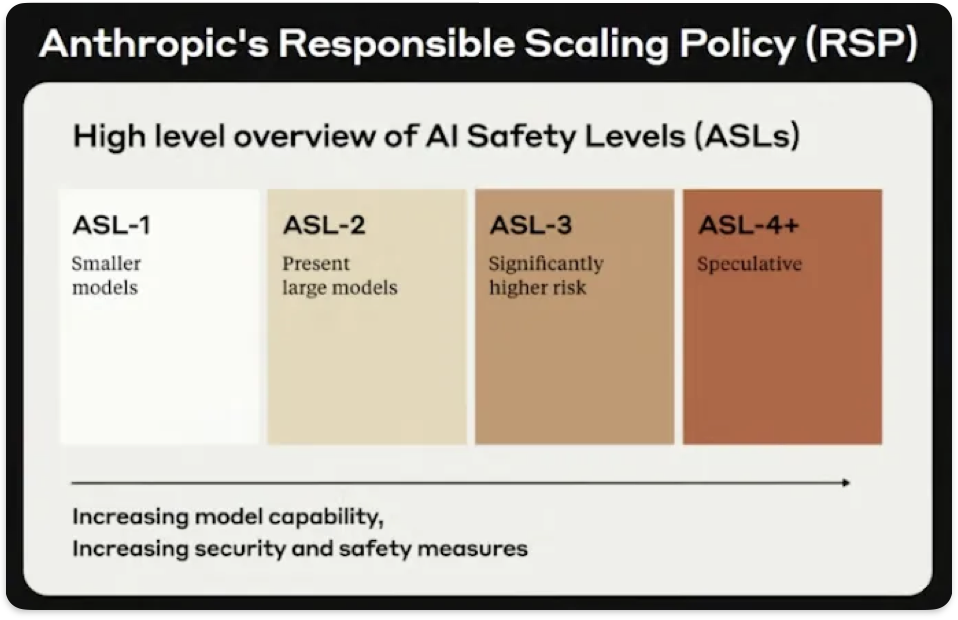 Anthropic's Responsible Scaling Policy (RSP)
High level overview of AI Safety Levels (ASLs)
ASL-1
Smaller
models
ASL-2
Present
large models
ASL-3
Significantly
higher risk
ASL-4+
Speculative
Increasing model capability,
Increasing security and safety measures